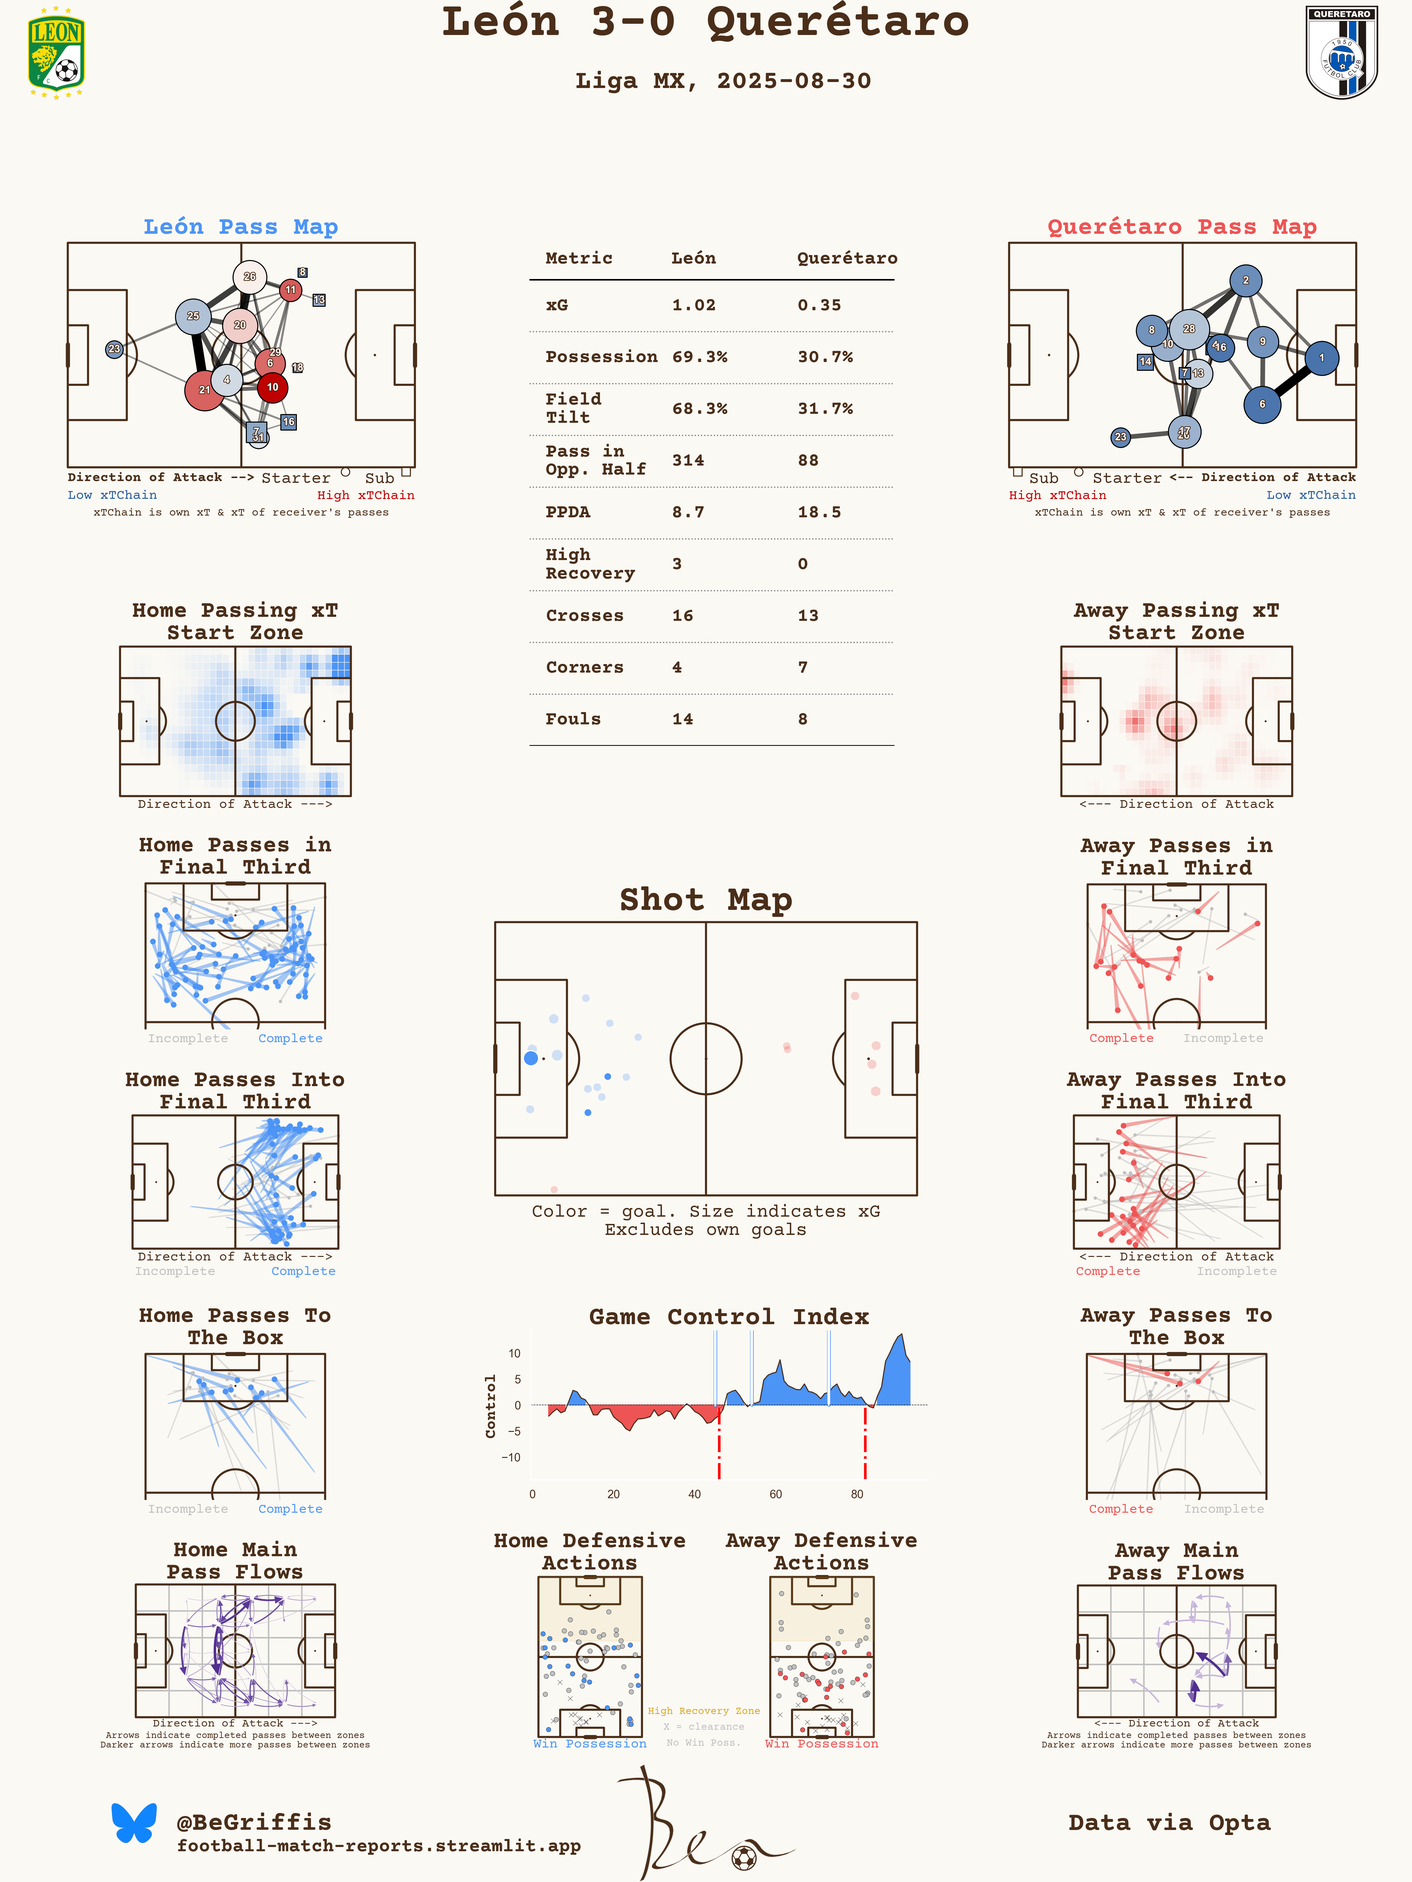 León 3-0 Querétaro
Liga MX, 2025-08-30
LEON
F C
QUERETARO
1950
FUTBOL CLUB
León Pass Map
26
8
11
13
25
20
23
29
6
18
4
21
10
16
7
31
Direction of Attack --> Starter Sub
Low xTChain High xTChain
xTChain is own xT & xT of receiver's passes
Metric León Querétaro
xG 1.02 0.35
Possession 69.3% 30.7%
Field
Tilt 68.3% 31.7%
Pass in
Opp. Half 314 88
PPDA 8.7 18.5
High
Recovery 3 0
Crosses 16 13
Corners 4 7
Fouls 14 8
Querétaro Pass Map
2
8
28
10
4
16
9
1
14
7
13
6
17
23
Sub Starter <-- Direction of Attack
High xTChain Low xTChain
xTChain is own xT & xT of receiver's passes
Home Passing xT
Start Zone
Direction of Attack --->
Away Passing xT
Start Zone
<--- Direction of Attack
Home Passes in
Final Third
Incomplete Complete
Away Passes in
Final Third
Complete Incomplete
Shot Map
Color = goal. Size indicates xG
Excludes own goals
Home Passes Into
Final Third
Direction of Attack --->
Incomplete Complete
Away Passes Into
Final Third
<--- Direction of Attack
Complete Incomplete
Home Passes To
The Box
Incomplete Complete
Game Control Index
Control
10
5
0
−5
−10
0 20 40 60 80
Away Passes To
The Box
Complete Incomplete
Home Main
Pass Flows
Direction of Attack --->
Arrows indicate completed passes between zones
Darker arrows indicate more passes between zones
Home Defensive
Actions
Win Possession
Away Defensive
Actions
Win Possession
High Recovery Zone
X = clearance
No Win Poss.
Away Main
Pass Flows
<--- Direction of Attack
Arrows indicate completed passes between zones
Darker arrows indicate more passes between zones
@BeGriffis
football-match-reports.streamlit.app
Ben
Data via Opta